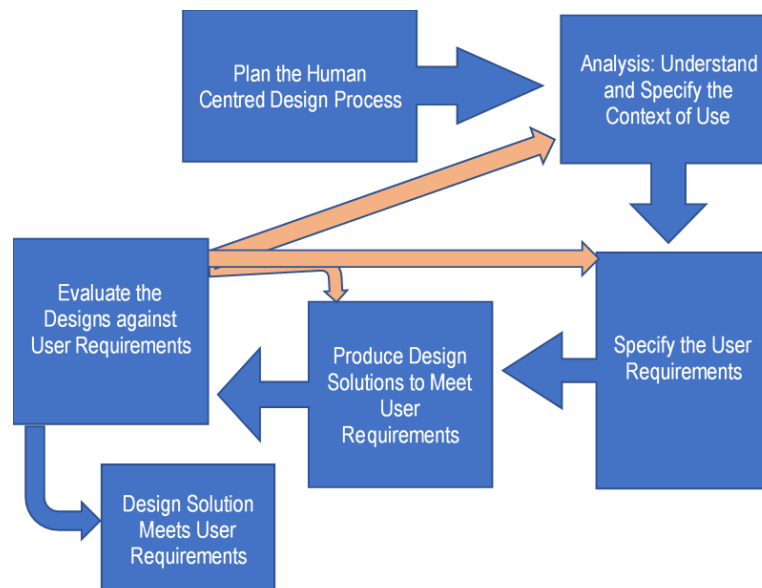 Plan the Human
Centred Design Process
Analysis: Understand
and Specify the
Context of Use
Evaluate the
Designs against
User Requirements
Produce Design
Solutions to Meet
User
Requirements
Specify the User
Requirements
Design Solution
Meets User
Requirements